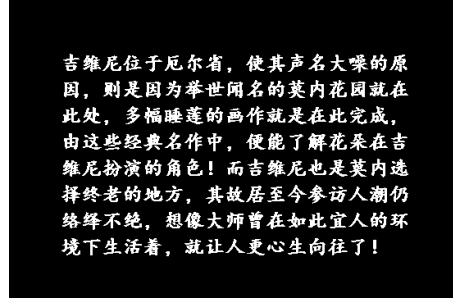 吉维尼位于厄尔省，使其声名大噪的原
因，则是因为举世闻名的莫内花园就在
此处，多幅睡莲的画作就是在此完成，
由这些经典名作中，便能了解花朵在吉
维尼扮演的角色！而吉维尼也是莫内选
择终老的地方，其故居至今参访人潮仍
络绎不绝，想像大师曾在如此宜人的环
境下生活着，就让人更心生向往了！